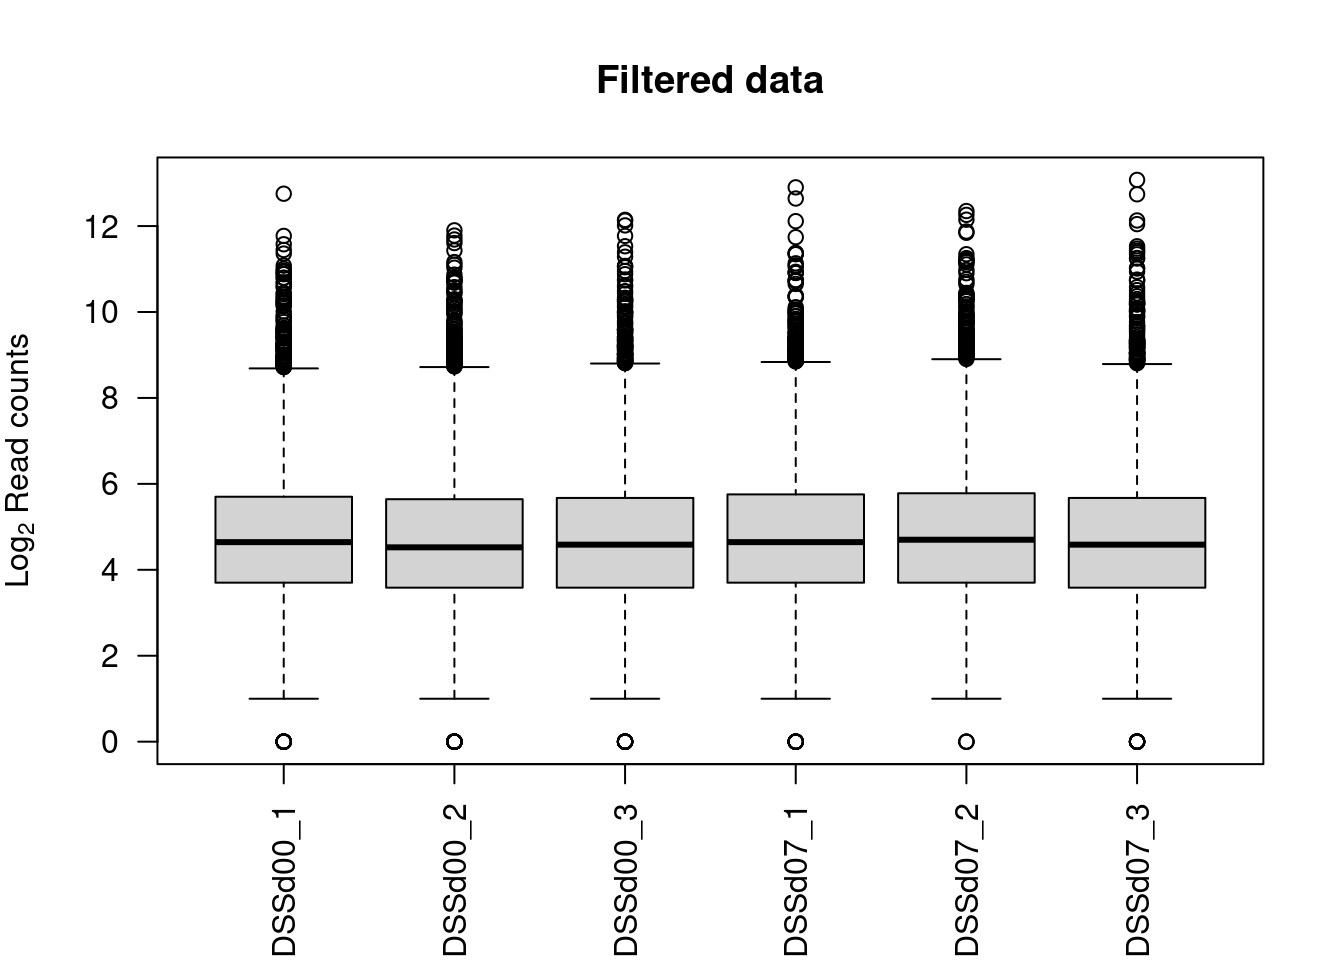 Filtered data
Log₂ Read counts
12
10
8
6
4
2
0
DSSd00_1
DSSd00_2
DSSd00_3
DSSd07_1
DSSd07_2
DSSd07_3